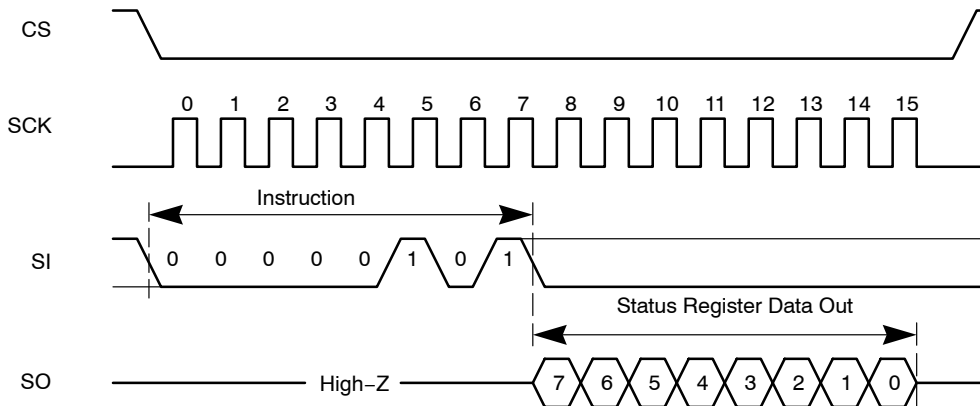 CS
0 1 2 3 4 5 6 7 8 9 10 11 12 13 14 15
SCK
Instruction
SI 0 0 0 0 0 1 0 1
Status Register Data Out
SO High−Z 7 6 5 4 3 2 1 0